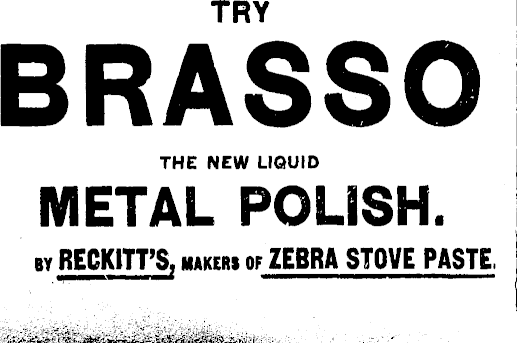 TRY
BRASSO
THE NEW LIQUID
METAL POLISH.
BY RECKITT'S, MAKERS OF ZEBRA STOVE PASTE.